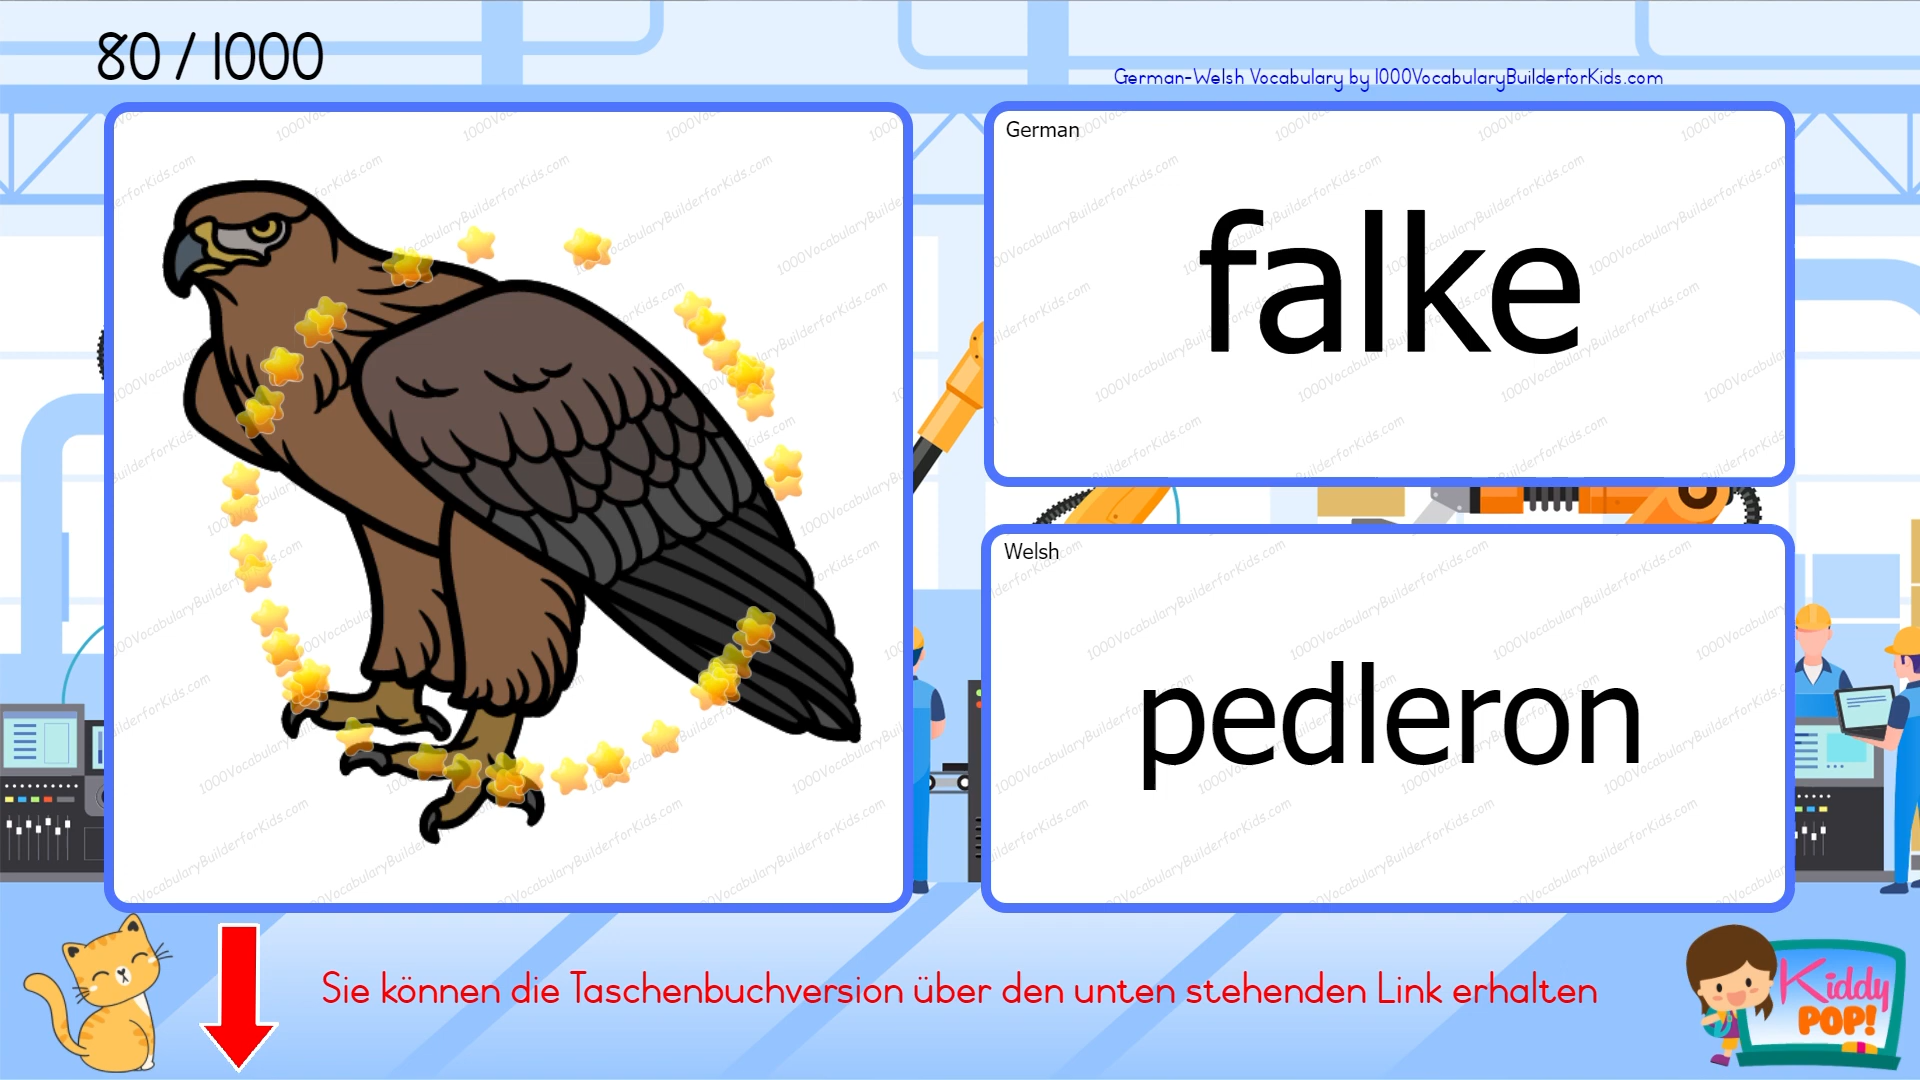 80 / 1000
German-Welsh Vocabulary by 1000VocabularyBuilderforKids.com
German
falke
Welsh
pedleron
Sie können die Taschenbuchversion über den unten stehenden Link erhalten
Kiddy
POP!